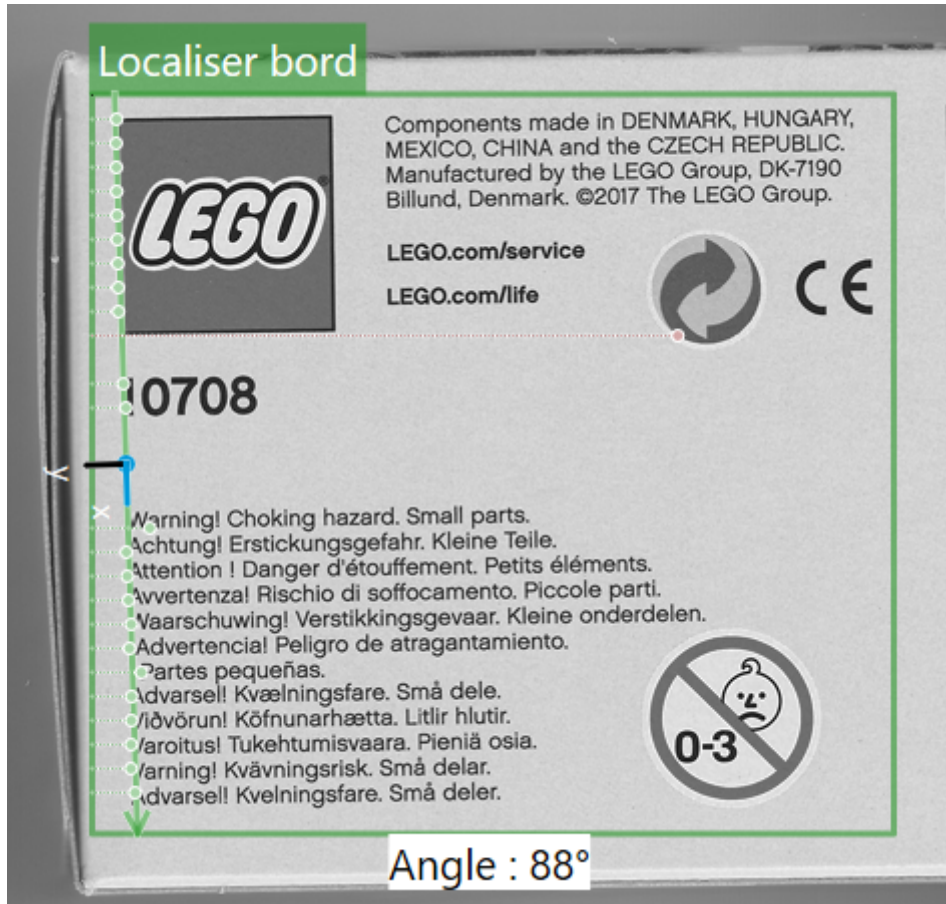 Localiser bord
LEGO
Components made in DENMARK, HUNGARY,
MEXICO, CHINA and the CZECH REPUBLIC.
Manufactured by the LEGO Group, DK-7190
Billund, Denmark. ©2017 The LEGO Group.
LEGO.com/service
LEGO.com/life
CE
10708
y
x
Warning! Choking hazard. Small parts.
Achtung! Erstickungsgefahr. Kleine Teile.
Attention ! Danger d'étouffement. Petits éléments.
Avvertenza! Rischio di soffocamento. Piccole parti.
Waarschuwing! Verstikkingsgevaar. Kleine onderdelen.
¡Advertencia! Peligro de atragantamiento.
Partes pequeñas.
Advarsel! Kvælningsfare. Små dele.
Viðvörun! Köfnunarhætta. Litlir hlutir.
Varoitus! Tukehtumisvaara. Pieniä osia.
Varning! Kvävningsrisk. Små delar.
Advarsel! Kvelningsfare. Små deler.
0-3
Angle : 88°